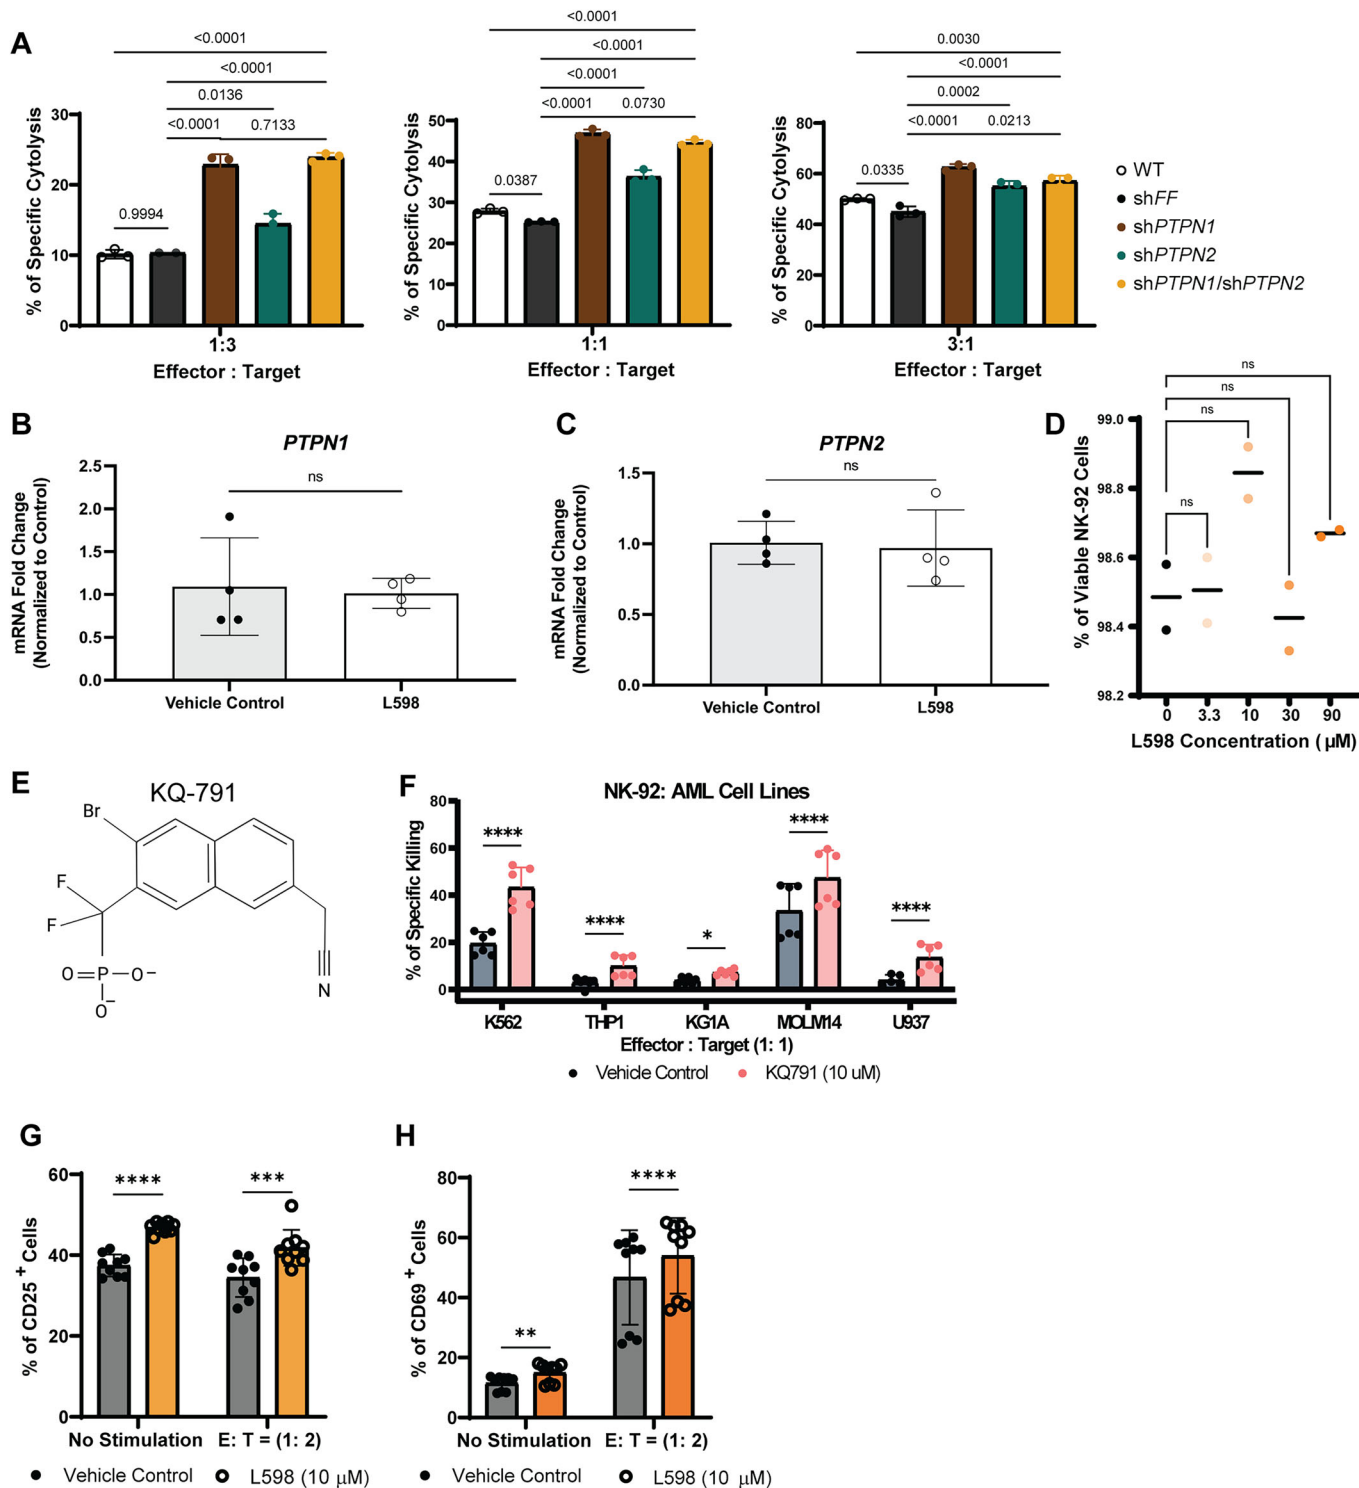 A
<0.0001
<0.0001
0.0136
<0.0001 0.7133
0.9994
% of Specific Cytolysis
30
20
10
0
1:3
Effector : Target
<0.0001
<0.0001
<0.0001
<0.0001 0.0730
0.0387
% of Specific Cytolysis
50
40
30
20
10
0
1:1
Effector : Target
0.0030
<0.0001
0.0002
<0.0001 0.0213
0.0335
% of Specific Cytolysis
80
60
40
60
0
3:1
Effector : Target
WT
shFF
shPTPN1
shPTPN2
shPTPN1/shPTPN2
B
PTPN1
ns
mRNA Fold Change
(Normalized to Control)
2.5
2.0
1.5
1.0
0.5
0.0
Vehicle Control L598
C
PTPN2
ns
mRNA Fold Change
(Normalized to Control)
1.5
1.0
0.5
0.0
Vehicle Control L598
D
ns
ns
ns
ns
% of Viable NK-92 Cells
99.0
98.8
98.6
98.4
98.2
0 3.3 10 30 90
L598 Concentration ( µM)
E
KQ-791
Br
F
F
O P O−
O−
N
F
NK-92: AML Cell Lines
% of Specific Killing
80
60
40
20
0
****
****
*
****
****
K562 THP1 KG1A MOLM14 U937
Effector : Target (1: 1)
Vehicle Control KQ791 (10 uM)
G
% of CD25 + Cells
60
40
20
0
****
***
No Stimulation E: T = (1: 2)
Vehicle Control L598 (10 µM)
H
% of CD69 + Cells
80
60
40
20
0
**
****
No Stimulation E: T = (1: 2)
Vehicle Control L598 (10 µM)